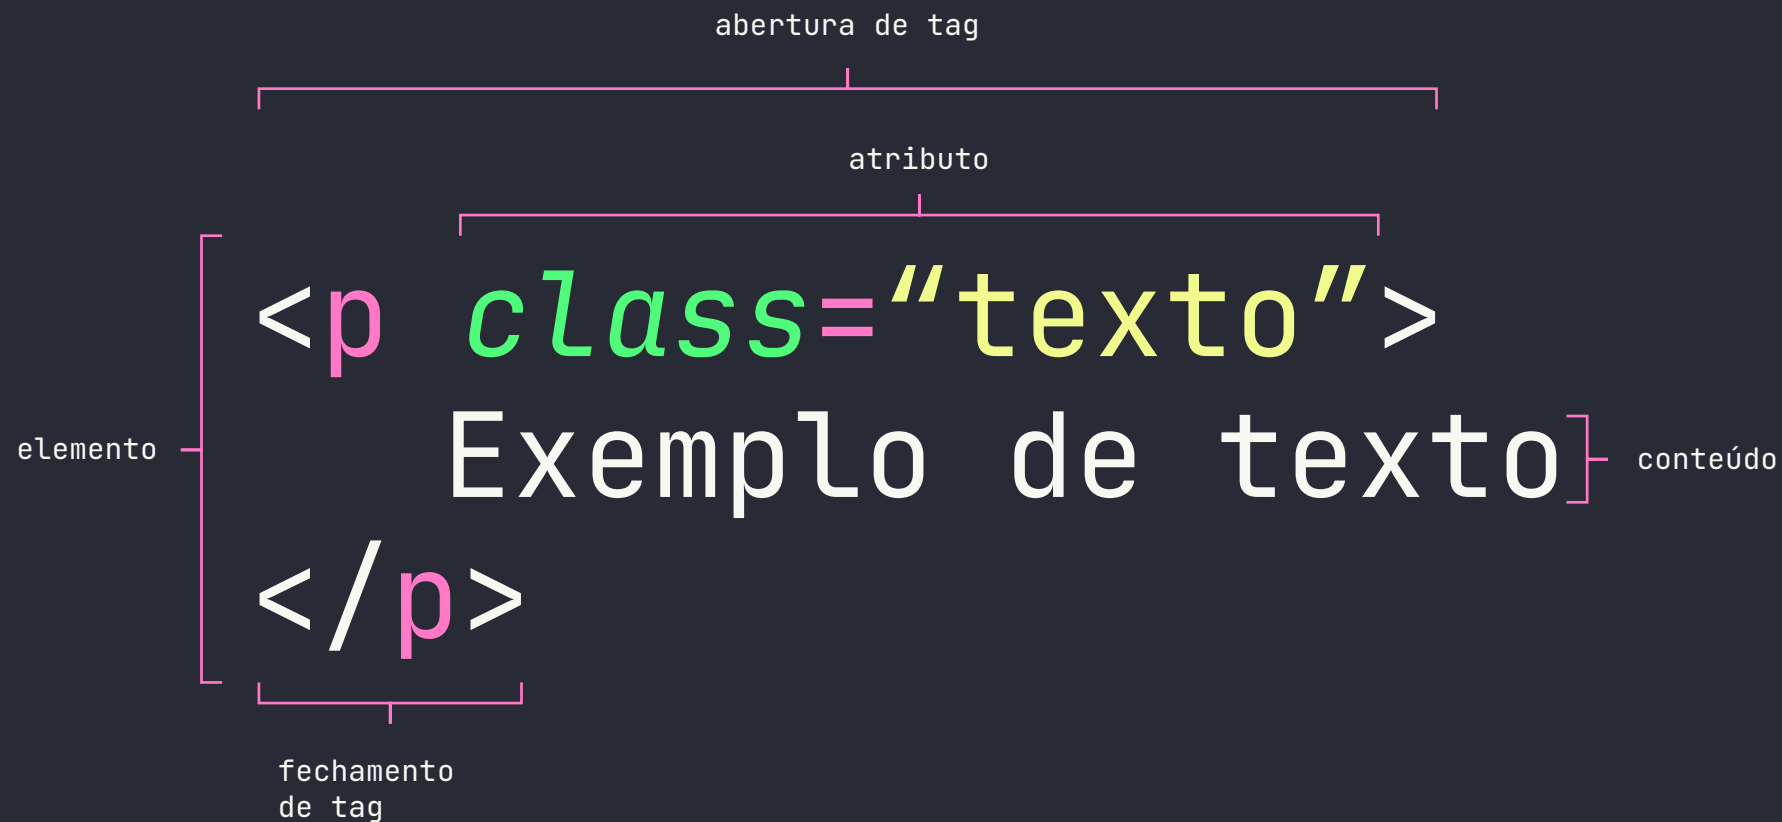 abertura de tag
atributo
<p class=“texto”>
elemento
Exemplo de texto
conteúdo
</p>
fechamento
de tag